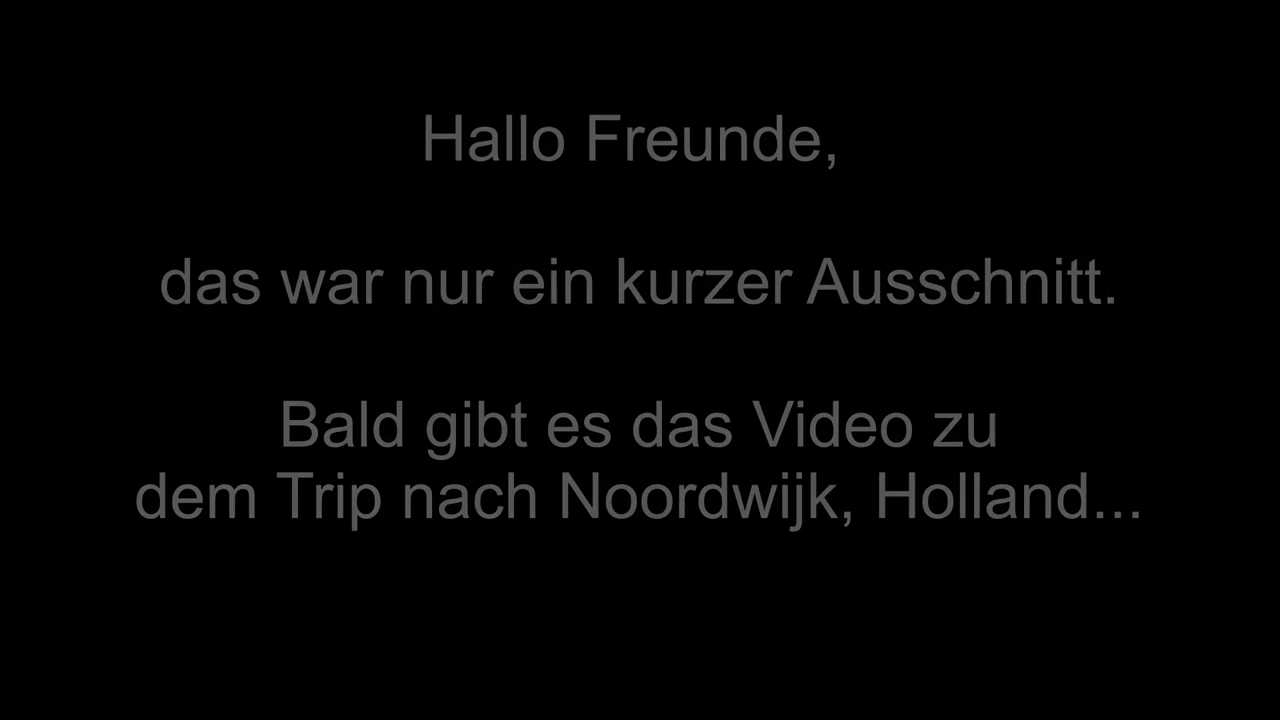 Hallo Freunde,
das war nur ein kurzer Ausschnitt.
Bald gibt es das Video zu
dem Trip nach Noordwijk, Holland...